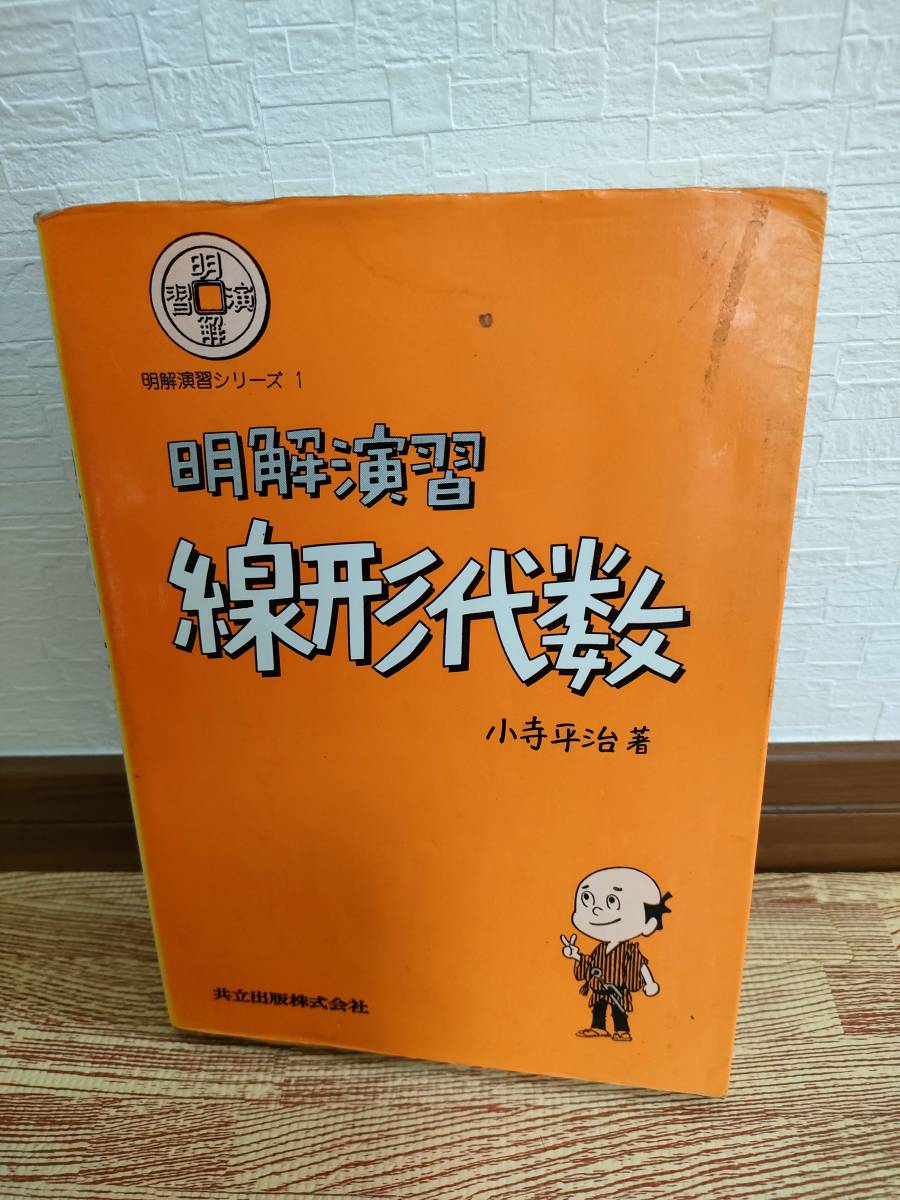 明解演習
明解演習シリーズ 1
明解演習
線形代数
小寺平治 著
共立出版株式会社